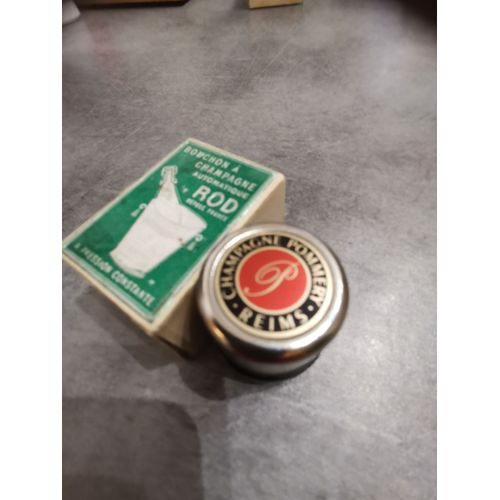 BOUCHON A
CHAMPAGNE
AUTOMATIQUE
ROD
A PRESSION CONSTANTE
CHAMPAGNE POMMERY
P
· REIMS ·